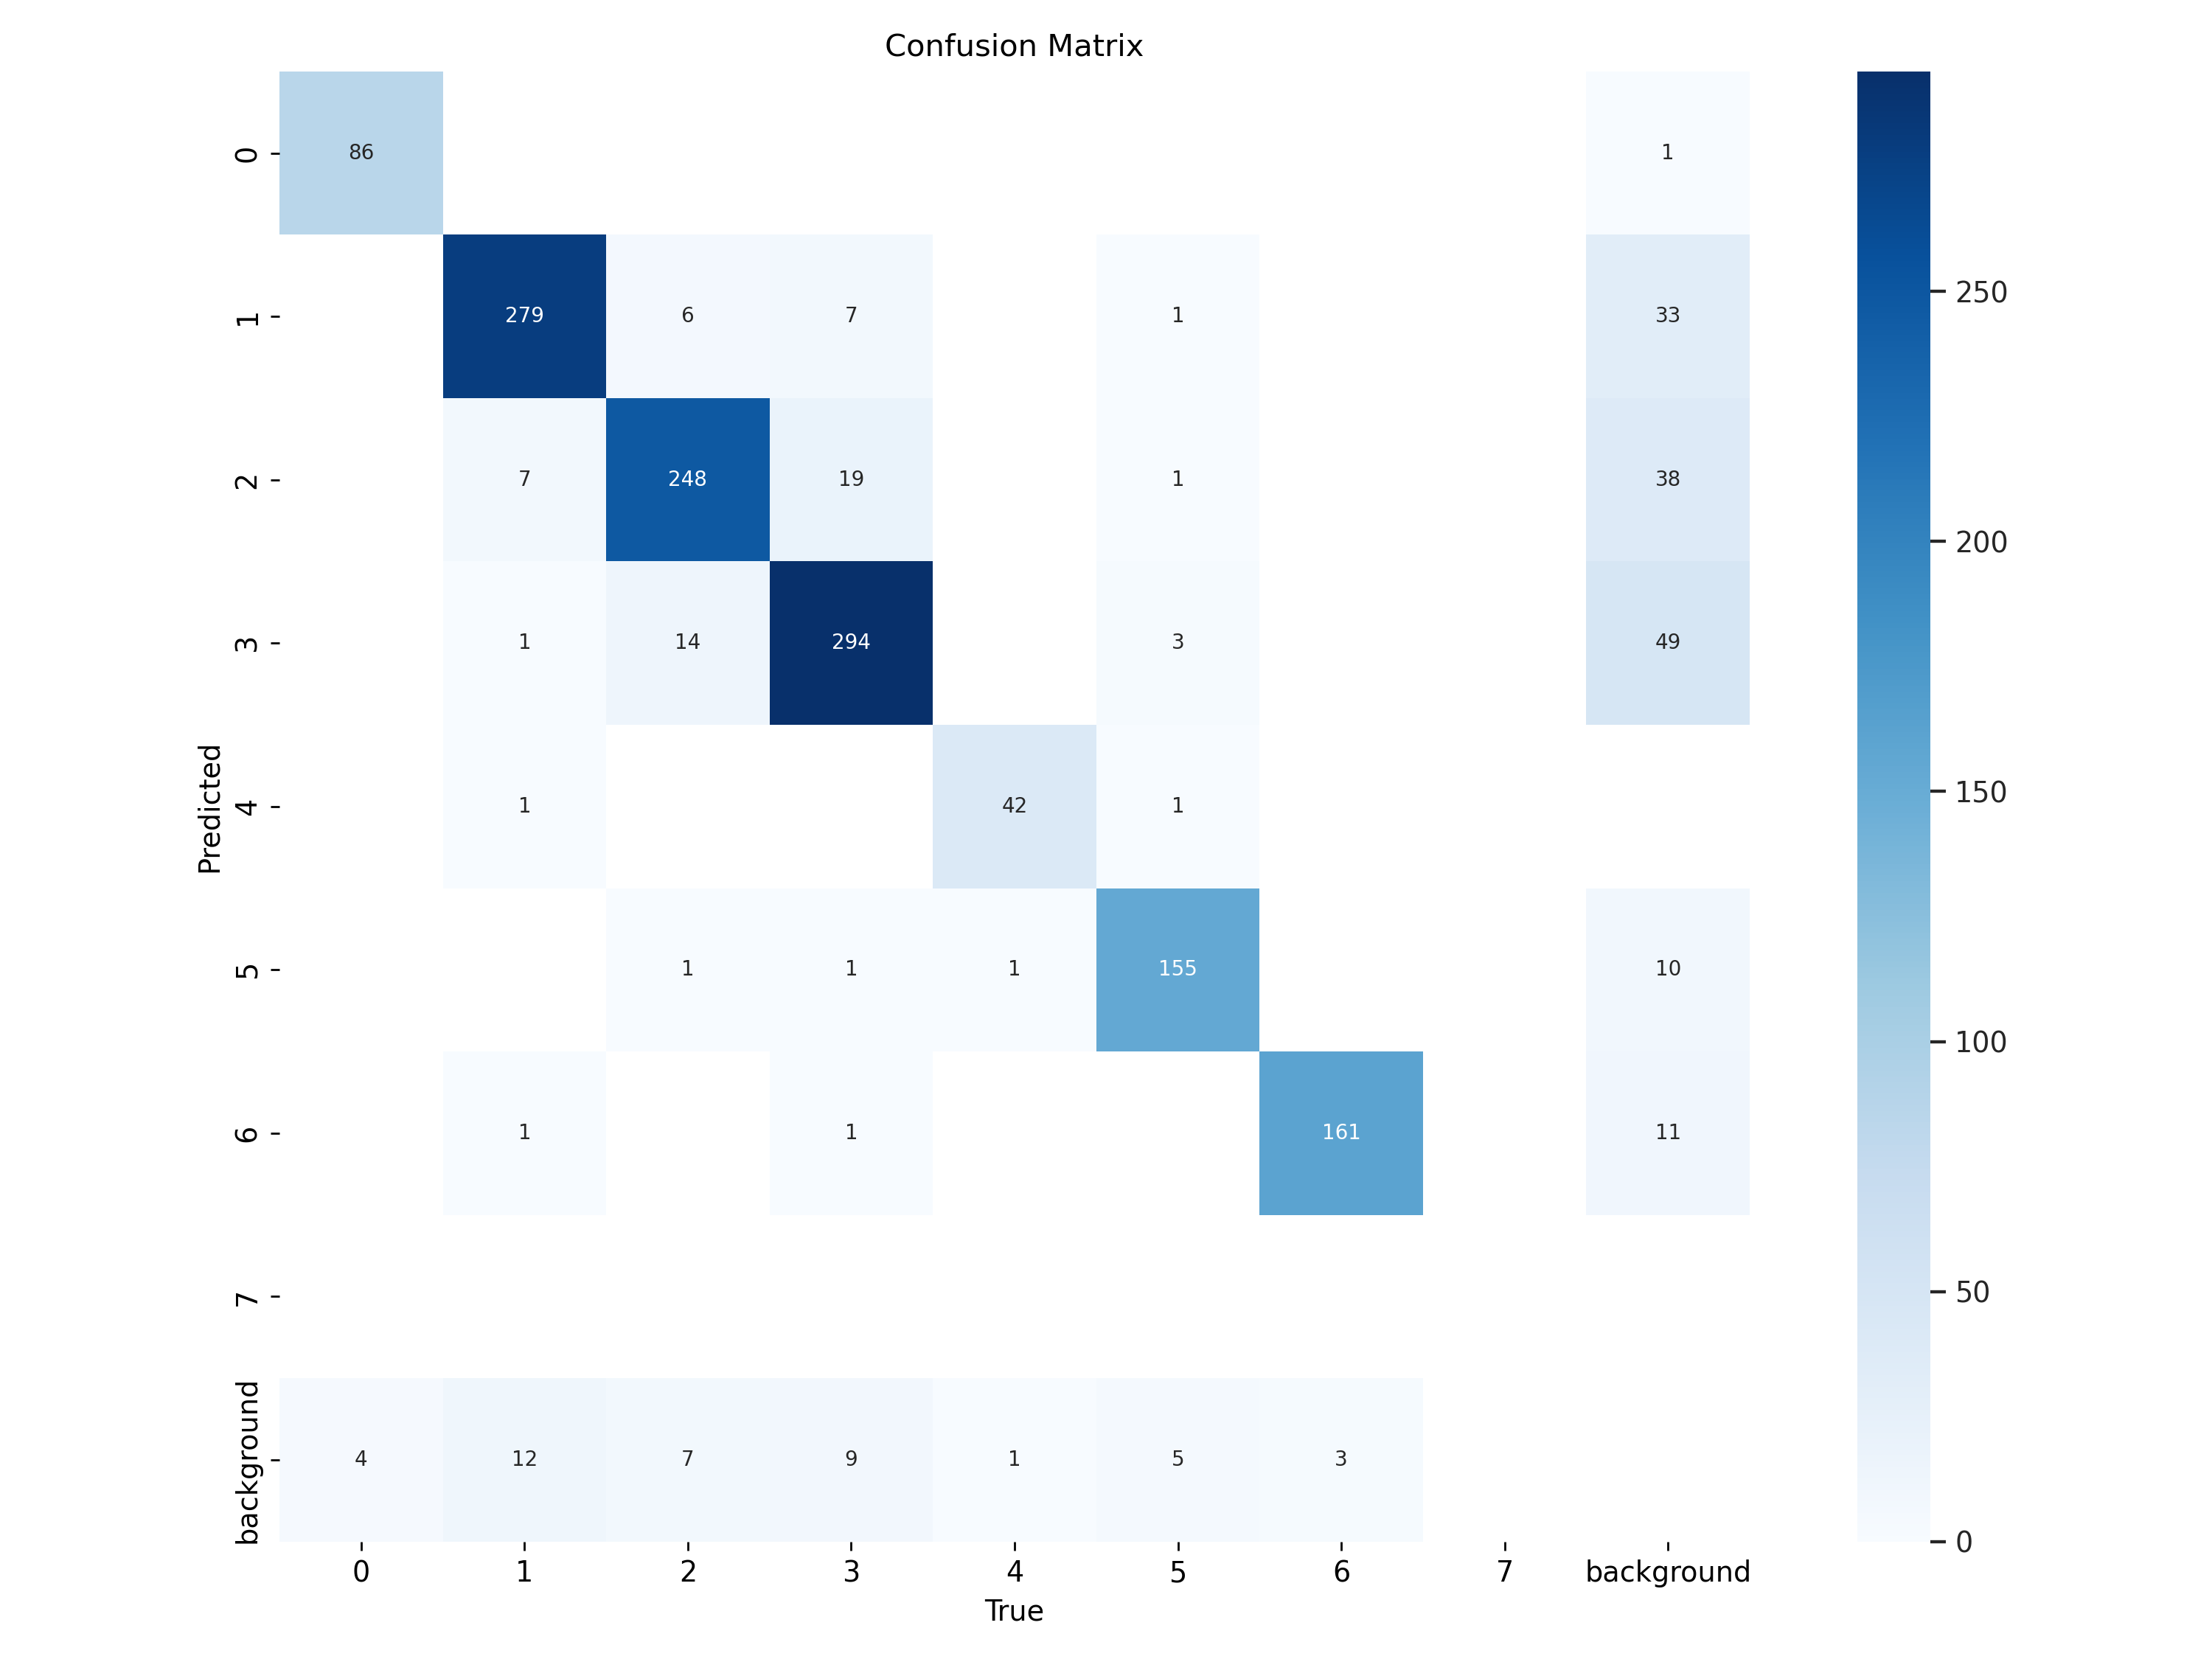 Confusion Matrix
0 86 1
1 279 6 7 1 33
2 7 248 19 1 38
3 1 14 294 3 49
4 1 42 1
5 1 1 1 155 10
6 1 1 161 11
7
background 4 12 7 9 1 5 3
0 1 2 3 4 5 6 7 background
True
Predicted
250
200
150
100
50
0